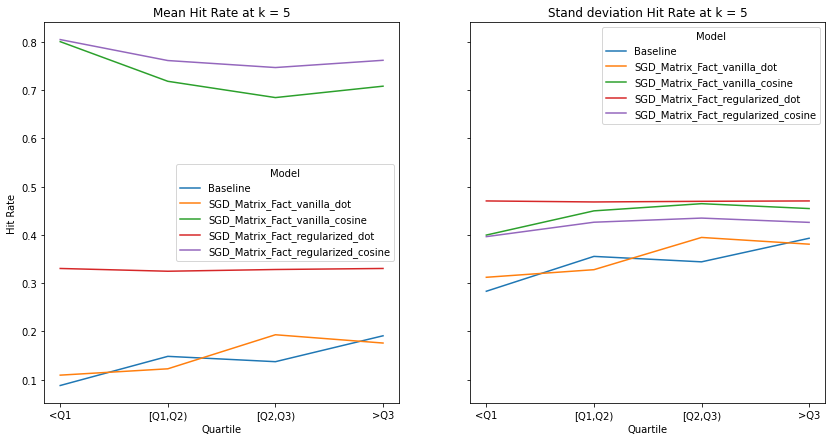 Mean Hit Rate at k = 5
Hit Rate
0.8
0.7
0.6
0.5
0.4
0.3
0.2
0.1
Model
Baseline
SGD_Matrix_Fact_vanilla_dot
SGD_Matrix_Fact_vanilla_cosine
SGD_Matrix_Fact_regularized_dot
SGD_Matrix_Fact_regularized_cosine
<Q1 [Q1,Q2) [Q2,Q3) >Q3
Quartile
Stand deviation Hit Rate at k = 5
Model
Baseline
SGD_Matrix_Fact_vanilla_dot
SGD_Matrix_Fact_vanilla_cosine
SGD_Matrix_Fact_regularized_dot
SGD_Matrix_Fact_regularized_cosine
<Q1 [Q1,Q2) [Q2,Q3) >Q3
Quartile